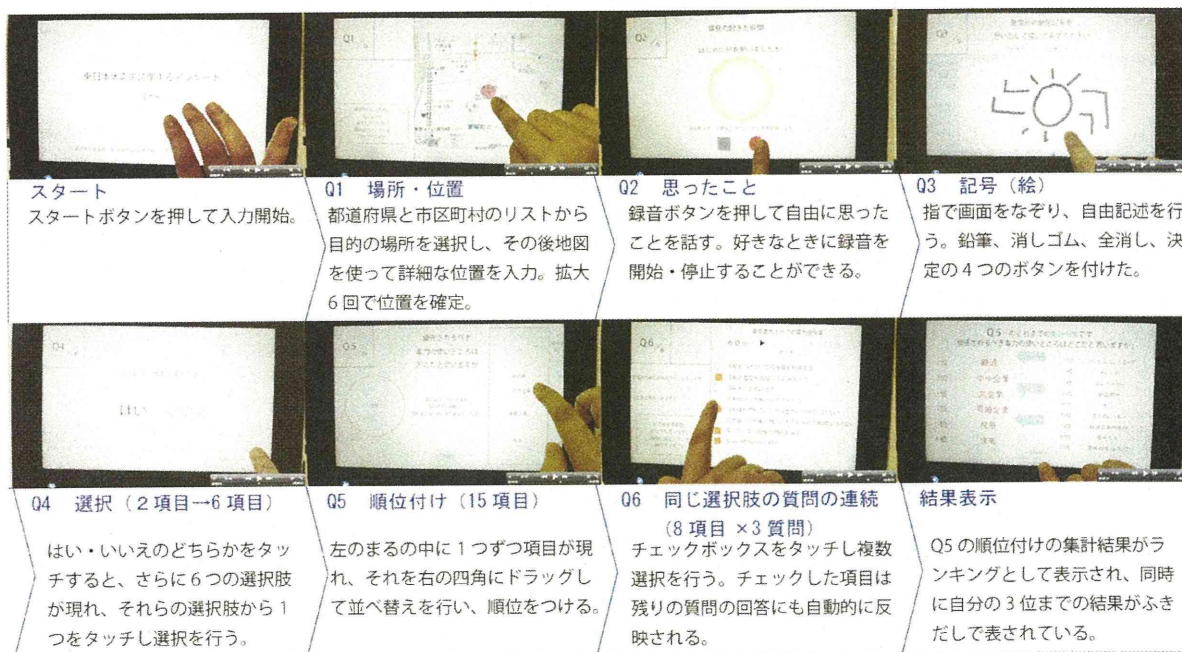 Q1
Q2
Q3
スタート
スタートボタンを押して入力開始。
Q1 場所・位置
都道府県と市区町村のリストから
目的の場所を選択し、その後地図
を使って詳細な位置を入力。拡大
6回で位置を確定。
Q2 思ったこと
録音ボタンを押して自由に思った
ことを話す。好きなときに録音を
開始・停止することができる。
Q3 記号（絵）
指で画面をなぞり、自由記述を行
う。鉛筆、消しゴム、全消し、決
定の４つのボタンを付けた。
Q4
はい
Q5
Q6
Q5
Q4 選択（２項目→6 項目）
はい・いいえのどちらかをタッ
チすると、さらに６つの選択肢
が現れ、それらの選択肢から１
つをタッチし選択を行う。
Q5 順位付け（15 項目）
左のまるの中に１つずつ項目が現
れ、それを右の四角にドラッグし
て並べ替えを行い、順位をつける。
Q6 同じ選択肢の質問の連続
（8 項目 ×3 質問）
チェックボックスをタッチし複数
選択を行う。チェックした項目は
残りの質問の回答にも自動的に反
映される。
結果表示
Q5 の順位付けの集計結果がラ
ンキングとして表示され、同時
に自分の３位までの結果がふき
だしで表されている。